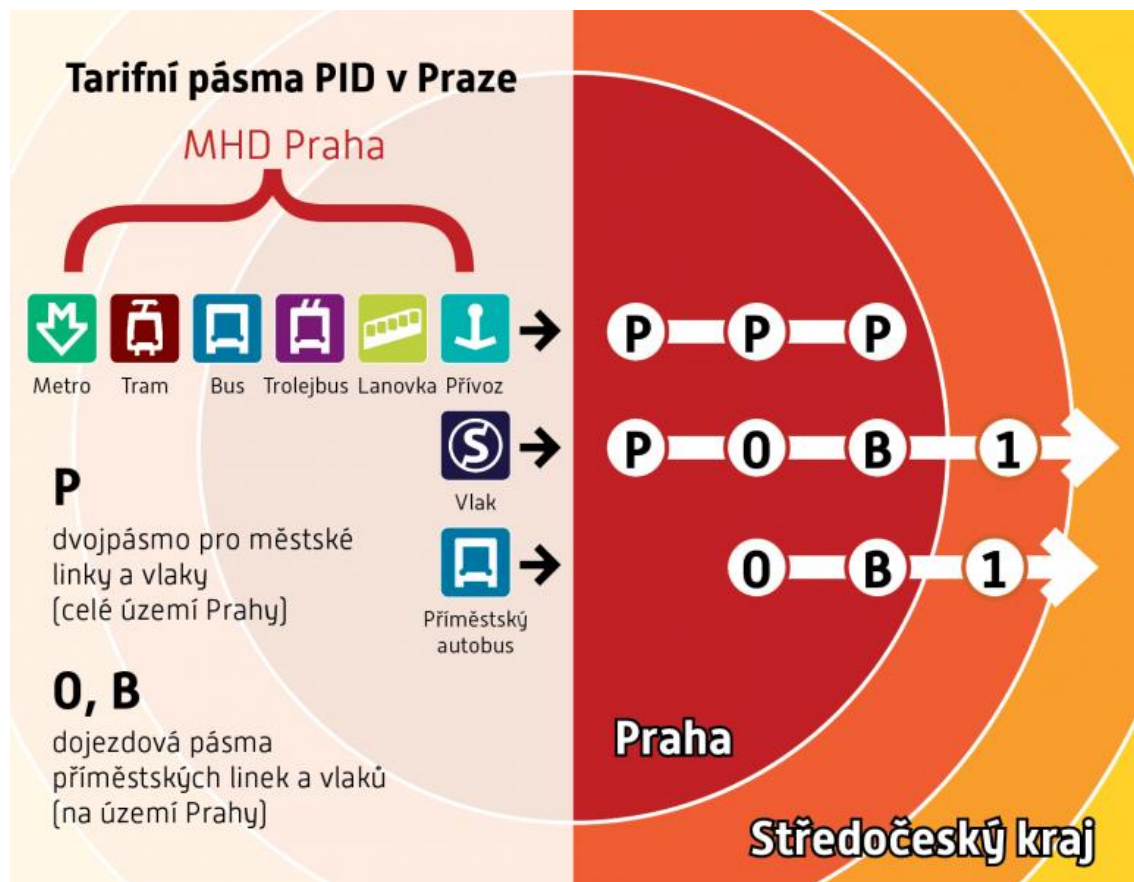 Tarifní pásma PID v Praze
MHD Praha
M
Metro
Tram
Bus
Trolejbus
Lanovka
Přívoz
P P P
S
Vlak
P 0 B 1
Příměstský
autobus
0 B 1
P
dvojpásmo pro městské
linky a vlaky
(celé území Prahy)
0, B
dojezdová pásma
příměstských linek a vlaků
(na území Prahy)
Praha
Středočeský kraj